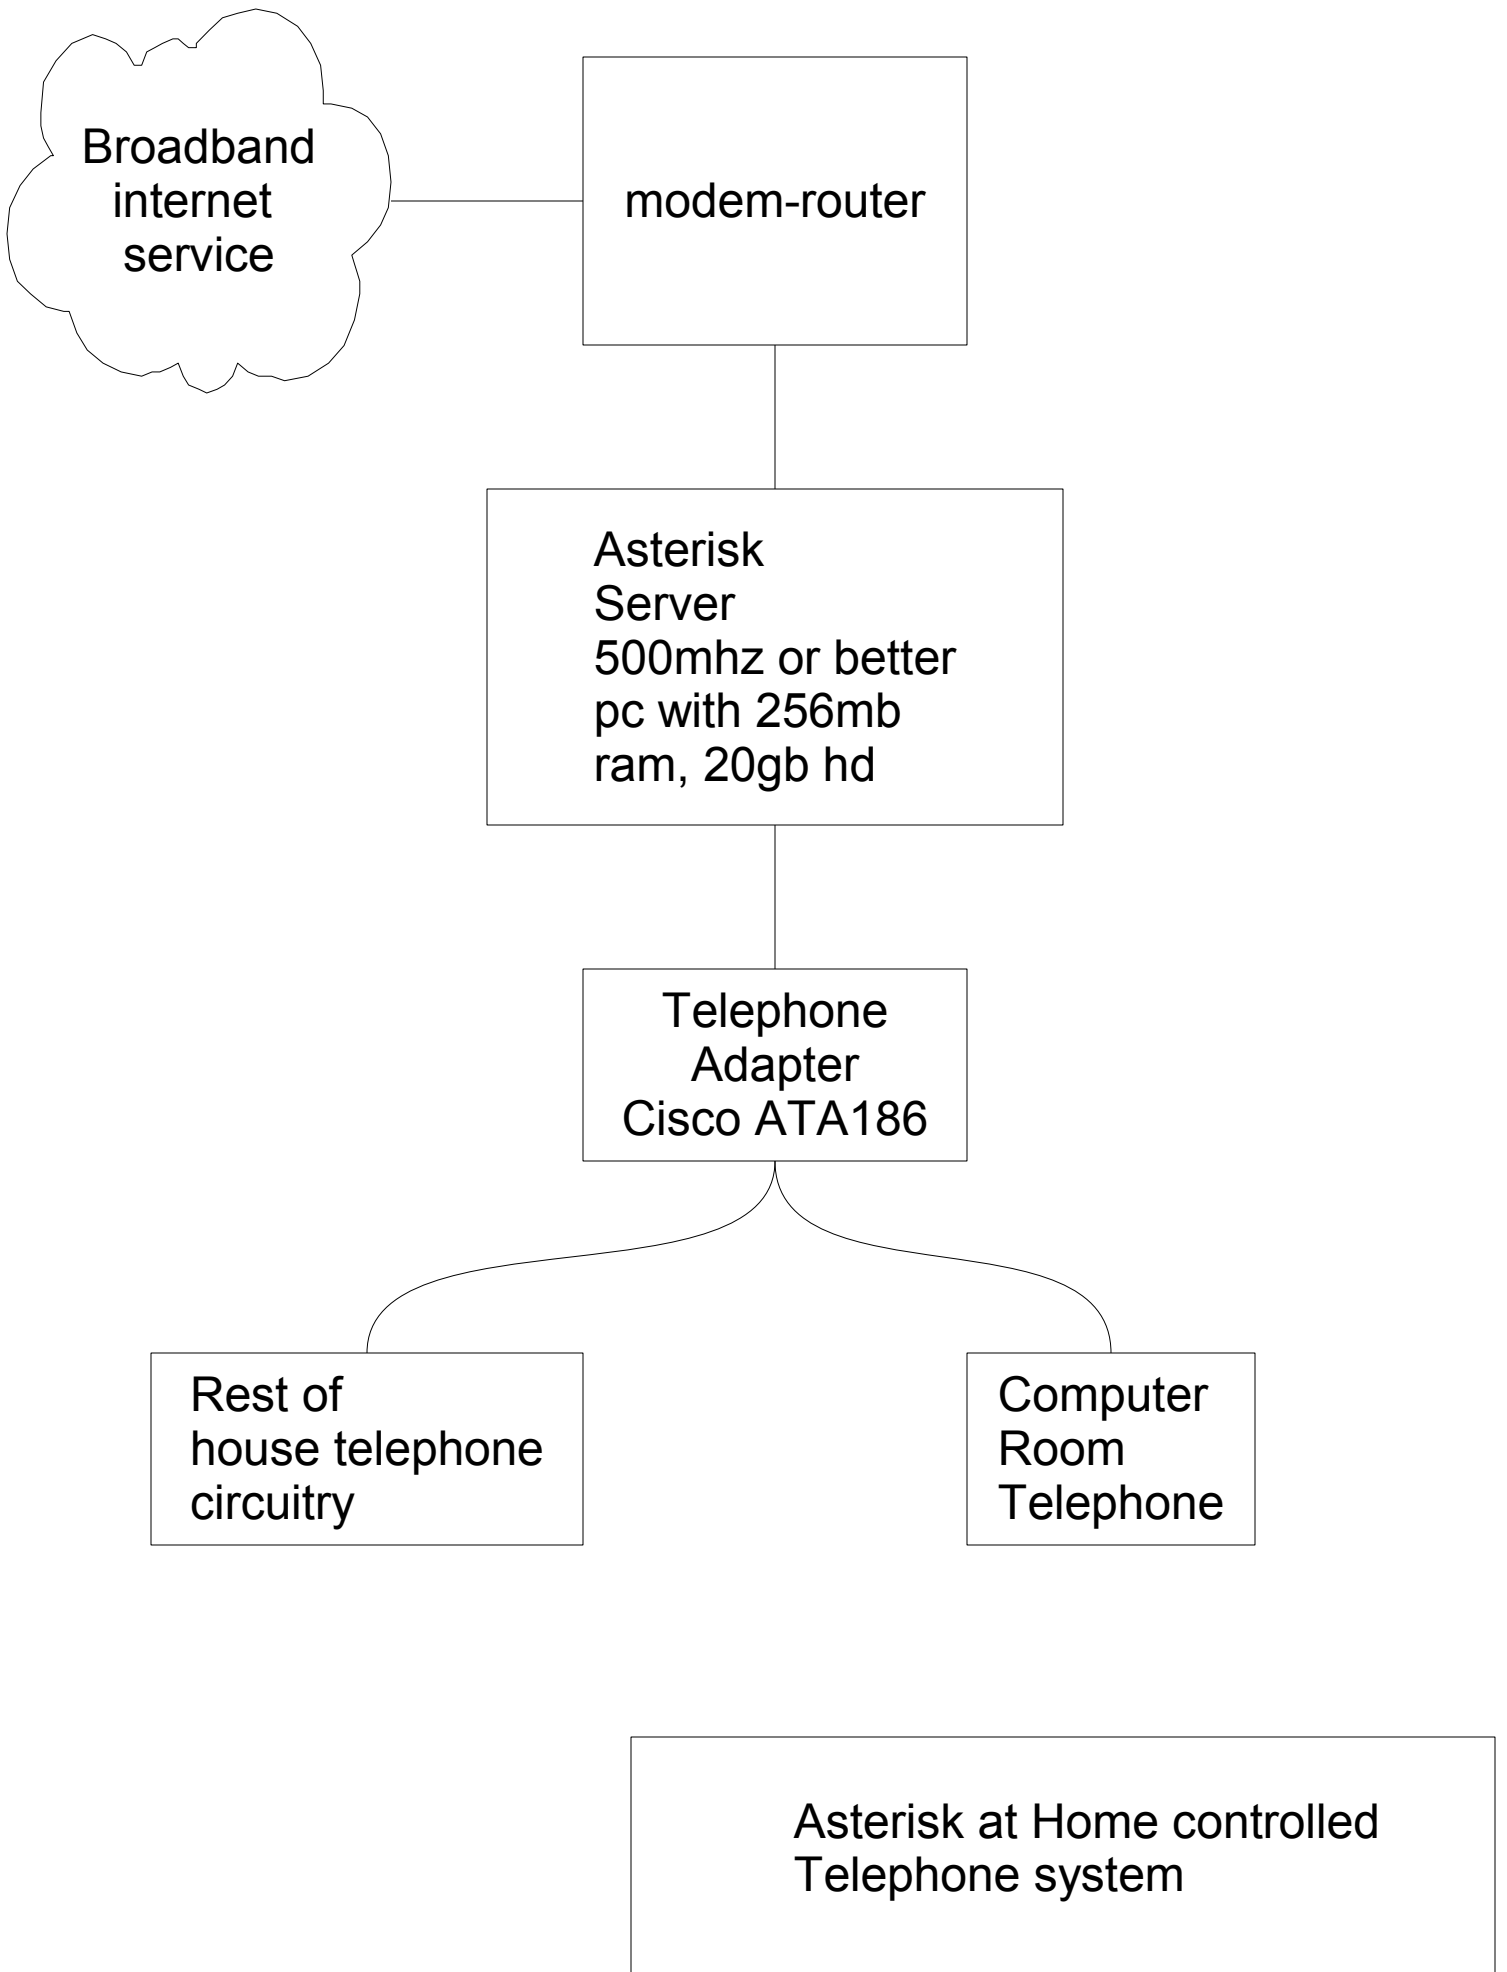 Broadband
internet
service
modem-router
Asterisk
Server
500mhz or better
pc with 256mb
ram, 20gb hd
Telephone
Adapter
Cisco ATA186
Rest of
house telephone
circuitry
Computer
Room
Telephone
Asterisk at Home controlled
Telephone system